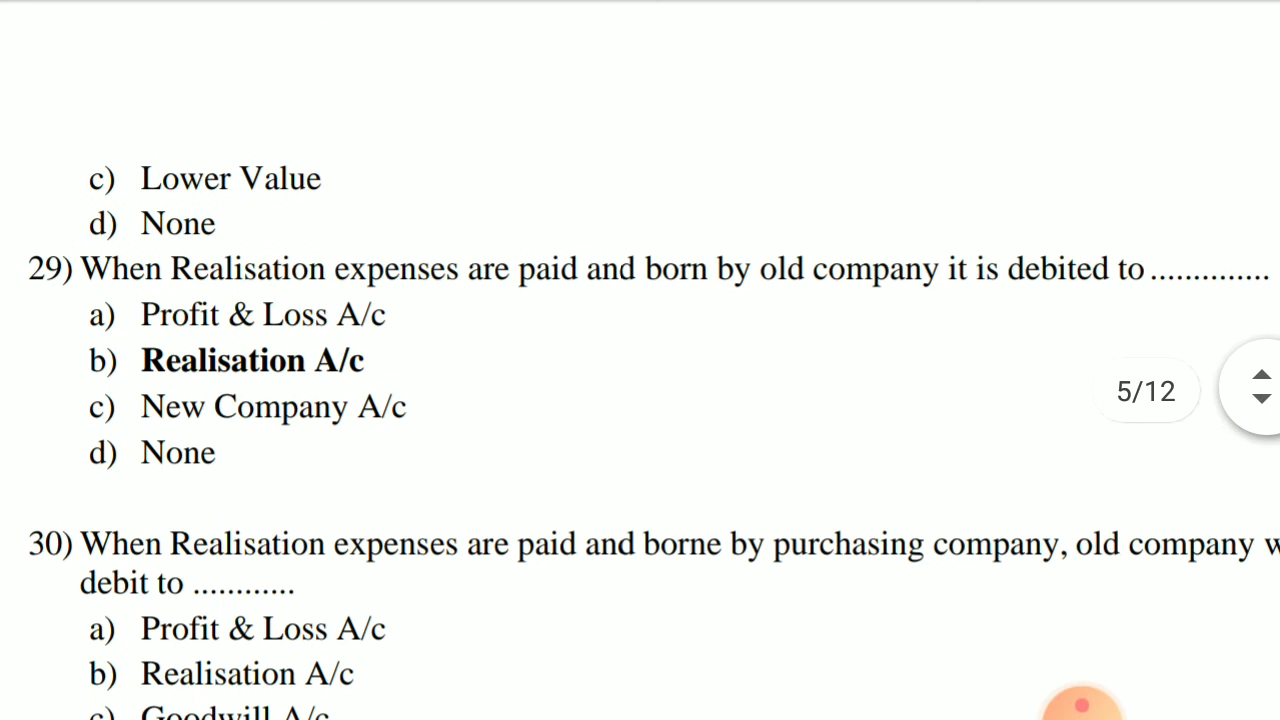 c) Lower Value
d) None
29) When Realisation expenses are paid and born by old company it is debited to ..............
a) Profit & Loss A/c
b) Realisation A/c
c) New Company A/c
5/12
d) None
30) When Realisation expenses are paid and borne by purchasing company, old company
debit to ............
a) Profit & Loss A/c
b) Realisation A/c
c) Goodwill A/c